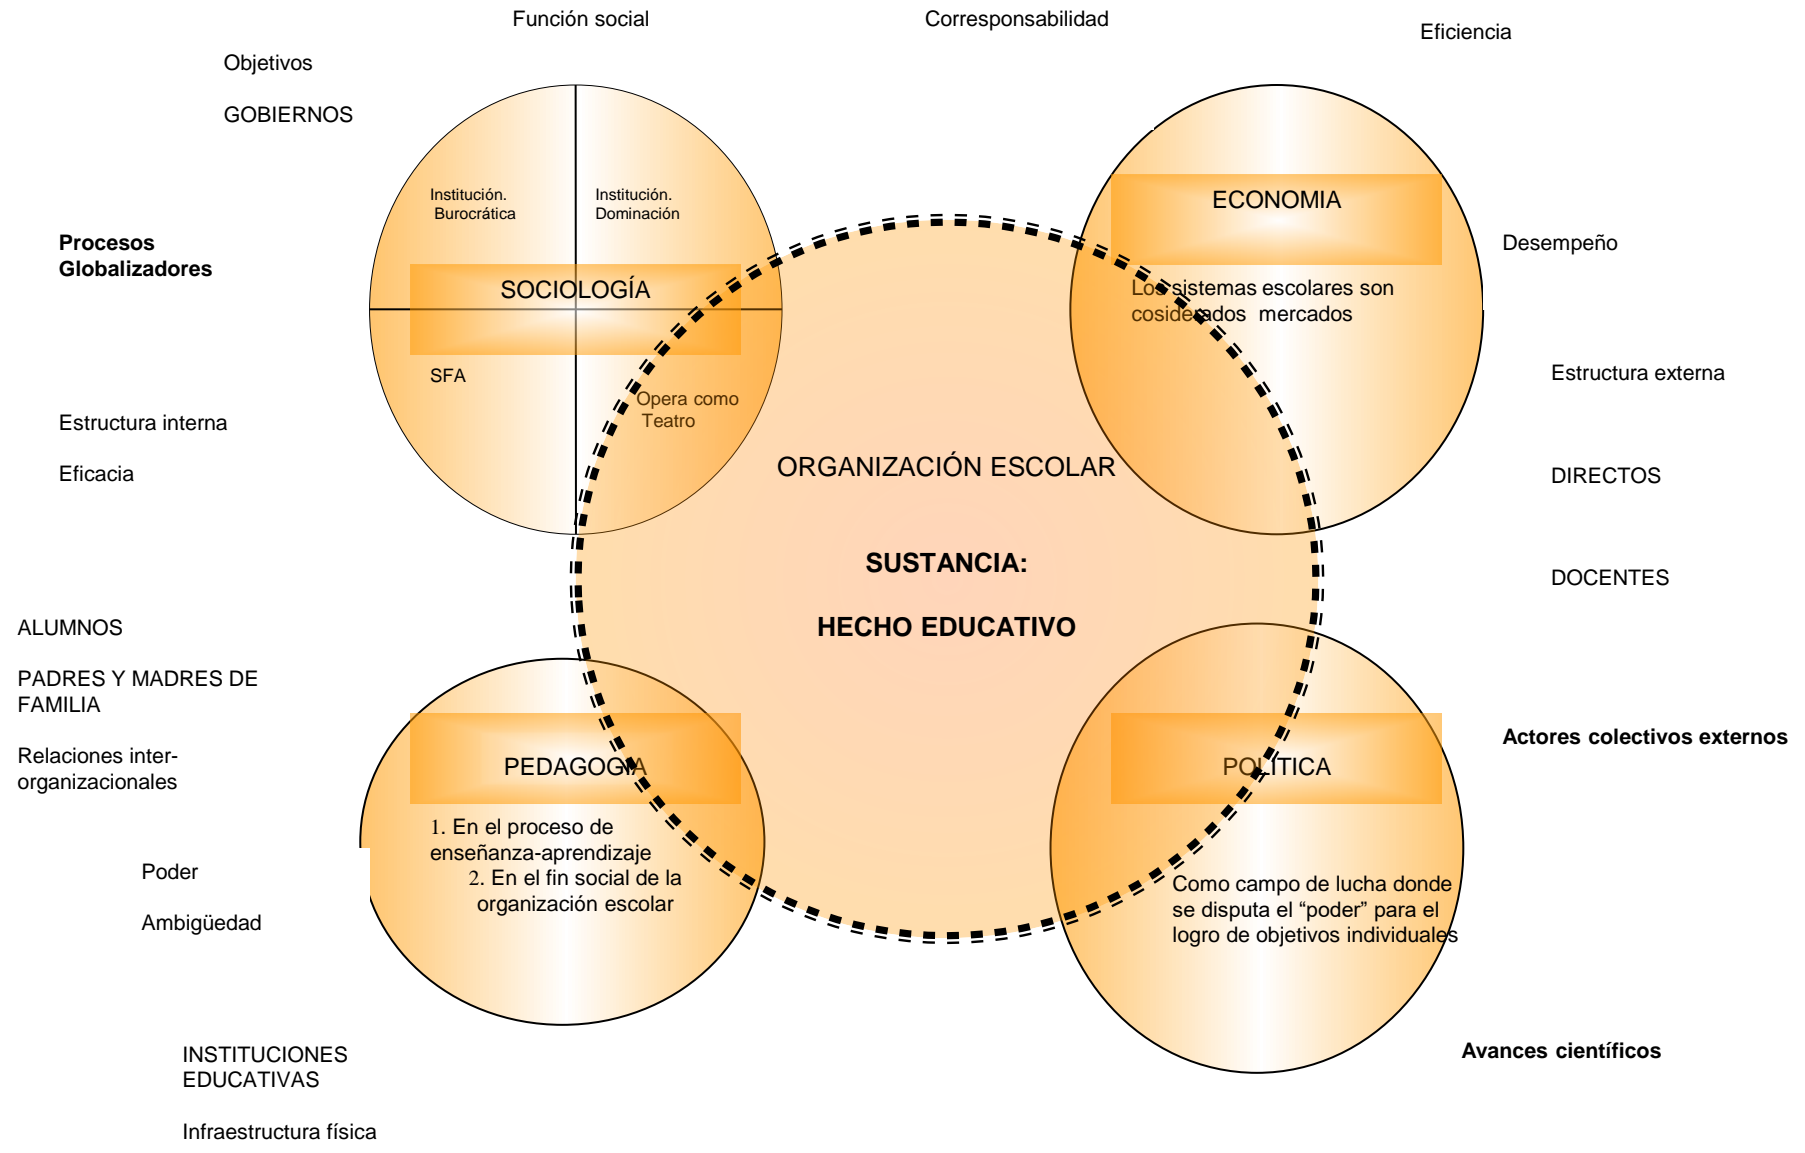 Función social
Corresponsabilidad
Eficiencia
Objetivos
GOBIERNOS
Institución.
Burocrática
Institución.
Dominación
ECONOMIA
Procesos
Globalizadores
Desempeño
SOCIOLOGÍA
Los sistemas escolares son
cosiderados mercados
SFA
Opera como
Teatro
Estructura externa
Estructura interna
Eficacia
ORGANIZACIÓN ESCOLAR
DIRECTOS
SUSTANCIA:
HECHO EDUCATIVO
DOCENTES
ALUMNOS
PADRES Y MADRES DE
FAMILIA
Relaciones inter-
organizacionales
PEDAGOGIA
POLÍTICA
Actores colectivos externos
1. En el proceso de
enseñanza-aprendizaje
2. En el fin social de la
organización escolar
Poder
Ambigüedad
Como campo de lucha donde
se disputa el “poder” para el
logro de objetivos individuales
INSTITUCIONES
EDUCATIVAS
Avances científicos
Infraestructura física